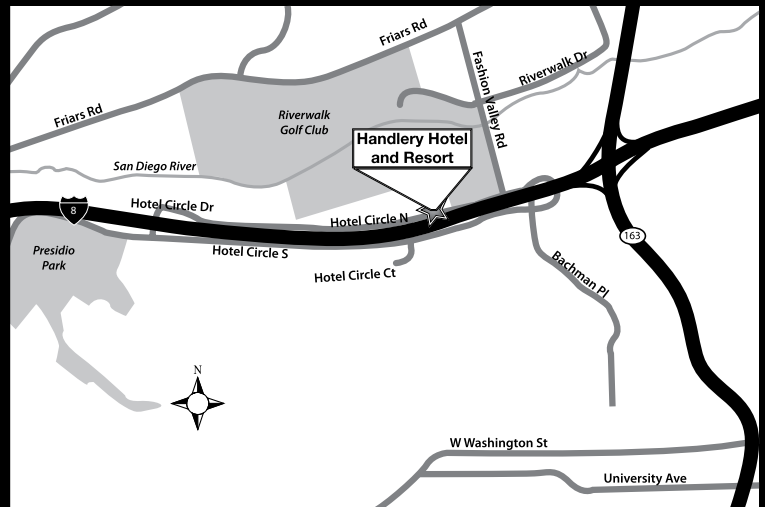 Friars Rd
Fashion Valley Rd
Riverwalk Dr
Friars Rd
Riverwalk
Golf Club
Handlery Hotel
and Resort
San Diego River
Hotel Circle Dr
8
Hotel Circle N
163
Presidio
Park
Hotel Circle S
Hotel Circle Ct
Bachman Pl
N
W Washington St
University Ave